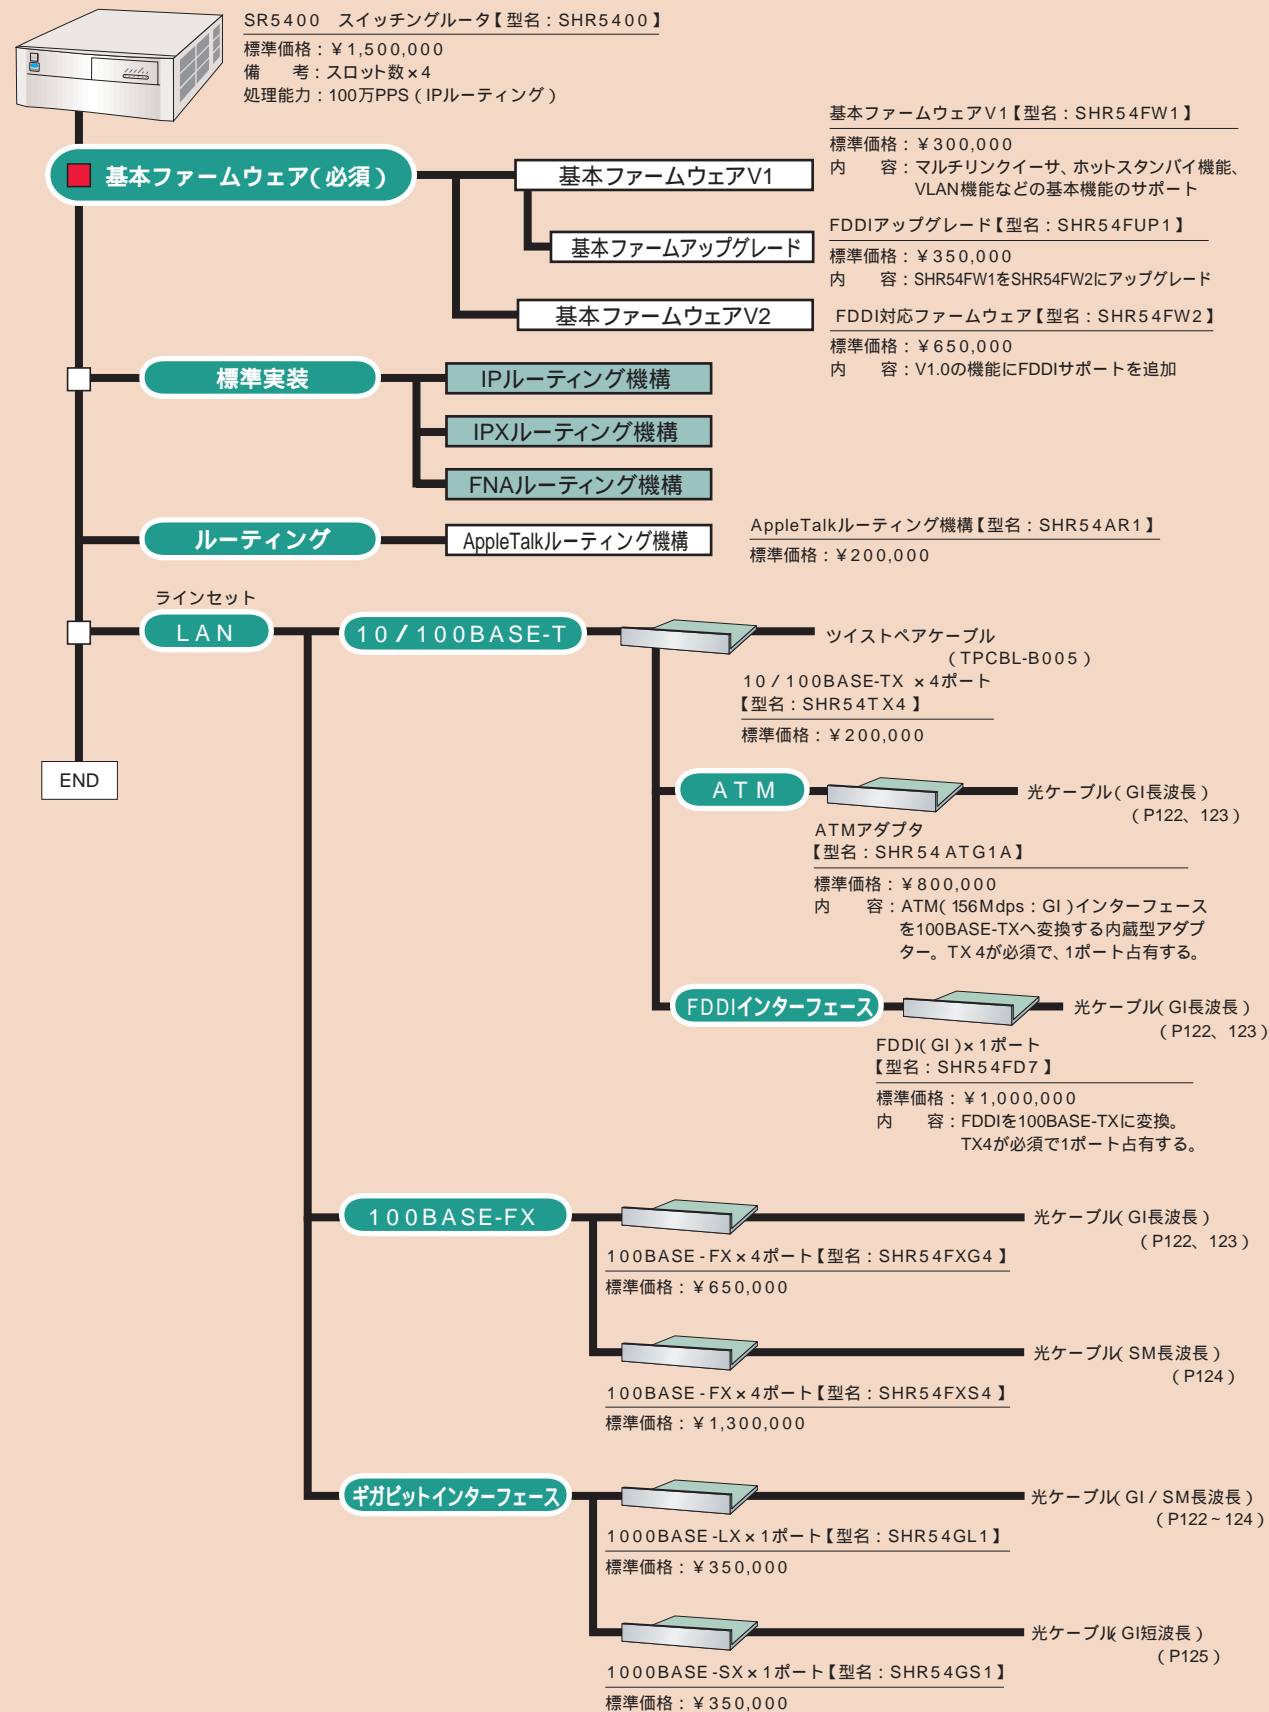 SR5400　スイッチングルータ【型名：SHR5400】
標準価格：¥1,500,000
備　　考：スロット数×4
処理能力：100万PPS（IPルーティング）
基本ファームウェア（必須）
基本ファームウェアV1
基本ファームアップグレード
基本ファームウェアV2
基本ファームウェアV1【型名：SHR54FW1】
標準価格：¥300,000
内　　容：マルチリンクイーサ、ホットスタンバイ機能、
VLAN機能などの基本機能のサポート
FDDIアップグレード【型名：SHR54FUP1】
標準価格：¥350,000
内　　容：SHR54FW1をSHR54FW2にアップグレード
FDDI対応ファームウェア【型名：SHR54FW2】
標準価格：¥650,000
内　　容：V1.0の機能にFDDIサポートを追加
標準実装
IPルーティング機構
IPXルーティング機構
FNAルーティング機構
ルーティング
AppleTalkルーティング機構
AppleTalkルーティング機構【型名：SHR54AR1】
標準価格：¥200,000
ラインセット
LAN
10/100BASE-T
ツイストペアケーブル
（TPCBL-B005）
10/100BASE-TX ×4ポート
【型名：SHR54TX4】
標準価格：¥200,000
END
ATM
光ケーブル（GI長波長）
（P122、123）
ATMアダプタ
【型名：SHR54ATG1A】
標準価格：¥800,000
内　　容：ATM（156Mdps：GI）インターフェース
を100BASE-TXへ変換する内蔵型アダプ
ター。TX4が必須で、1ポート占有する。
FDDIインターフェース
光ケーブル（GI長波長）
（P122、123）
FDDI（GI）×1ポート
【型名：SHR54FD7】
標準価格：¥1,000,000
内　　容：FDDIを100BASE-TXに変換。
TX4が必須で1ポート占有する。
100BASE-FX
光ケーブル（GI長波長）
（P122、123）
100BASE-FX×4ポート【型名：SHR54FXG4】
標準価格：¥650,000
光ケーブル（SM長波長）
（P124）
100BASE-FX×4ポート【型名：SHR54FXS4】
標準価格：¥1,300,000
ギガビットインターフェース
光ケーブル（GI/SM長波長）
（P122~124）
1000BASE-LX×1ポート【型名：SHR54GL1】
標準価格：¥350,000
光ケーブル（GI短波長）
（P125）
1000BASE-SX×1ポート【型名：SHR54GS1】
標準価格：¥350,000